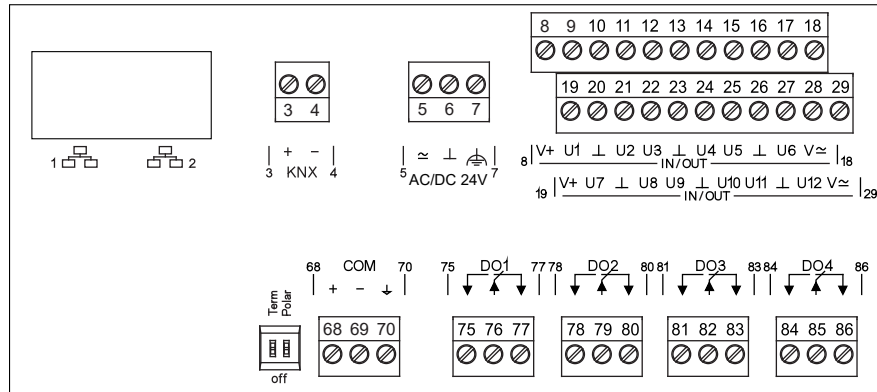 8 9 10 11 12 13 14 15 16 17 18
19 20 21 22 23 24 25 26 27 28 29
3 4
5 6 7
1 2
+ −
3 KNX 4
5 ≃ ⊥ 7
AC/DC 24V
8 V+ U1 ⊥ U2 U3 ⊥ U4 U5 ⊥ U6 V≃ 18
IN/OUT
19 V+ U7 ⊥ U8 U9 ⊥ U10 U11 ⊥ U12 V≃ 29
IN/OUT
68 COM 70
+ −
75 DO1 77
78 DO2 80
81 DO3 83
84 DO4 86
Term
Polar
off
68 69 70
75 76 77
78 79 80
81 82 83
84 85 86